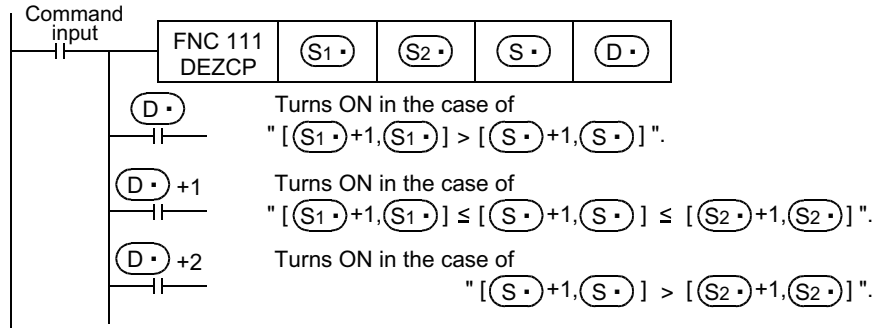 Command
input
FNC 111
DEZCP
S1・ S2・ S・ D・
D・ Turns ON in the case of
" [S1・+1,S1・] > [S・+1,S・] ".
D・ +1 Turns ON in the case of
" [S1・+1,S1・] ≤ [S・+1,S・] ≤ [S2・+1,S2・] ".
D・ +2 Turns ON in the case of
" [S・+1,S・] > [S2・+1,S2・] ".